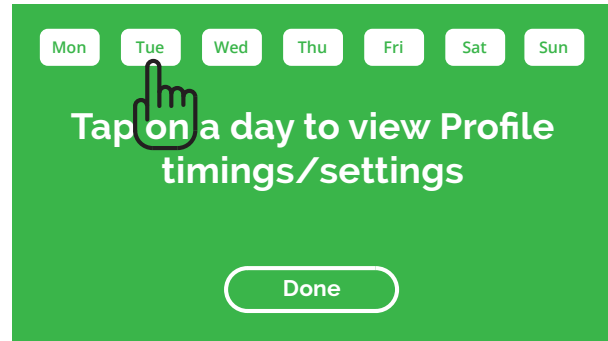 Mon Tue Wed Thu Fri Sat Sun
Tap on a day to view Profile
timings/settings
Done